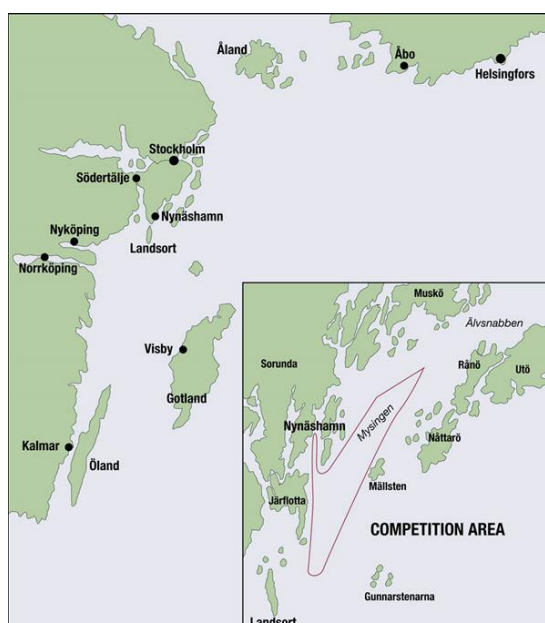 Åland
Åbo
Helsingfors
Stockholm
Södertälje
Nynäshamn
Nyköping
Landsort
Norrköping
Visby
Gotland
Kalmar
Öland
Muskö
Älvsnabben
Sorunda
Rånö
Utö
Mysingen
Nynäshamn
Nåttarö
Mällsten
Järflotta
COMPETITION AREA
Gunnarstenarna
Landsort